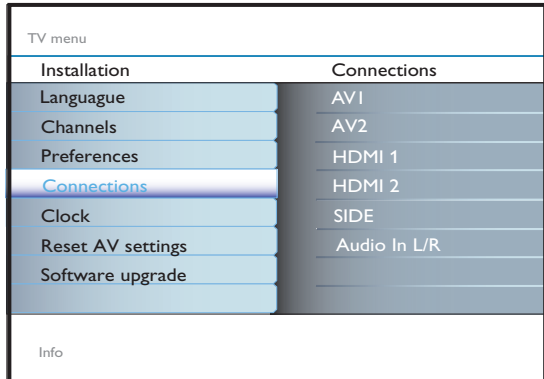 TV menu
Installation Connections
Languague AV1
Channels AV2
Preferences HDMI 1
Connections HDMI 2
Clock SIDE
Reset AV settings Audio In L/R
Software upgrade
Info